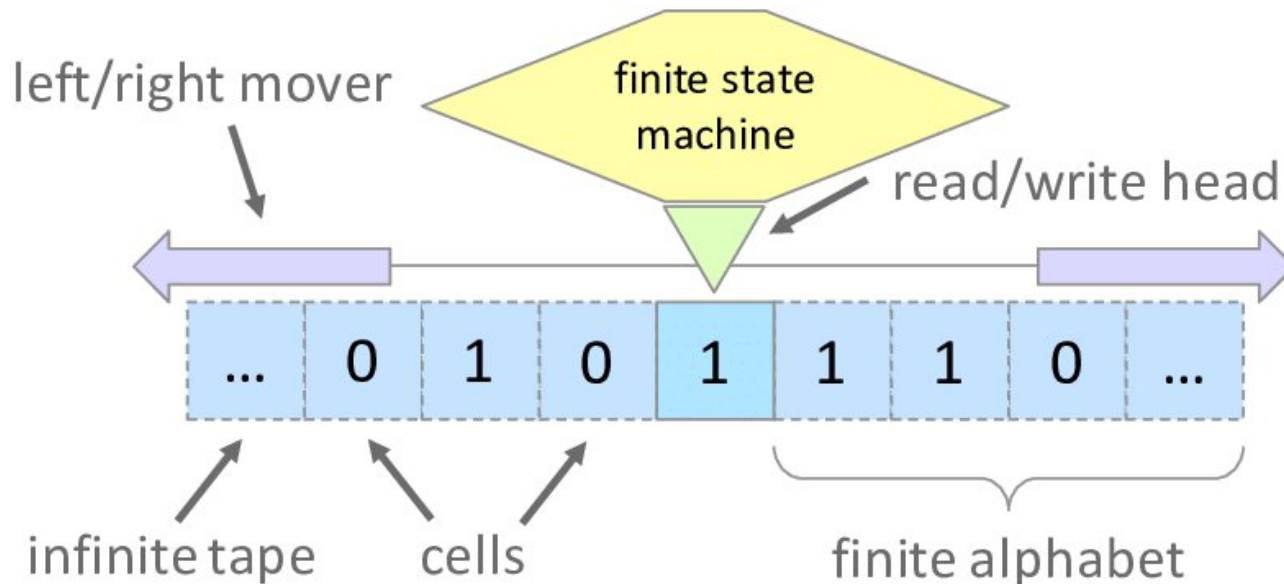 finite state
machine
left/right mover
read/write head
... 0 1 0 1 1 1 0 ...
infinite tape
cells
finite alphabet